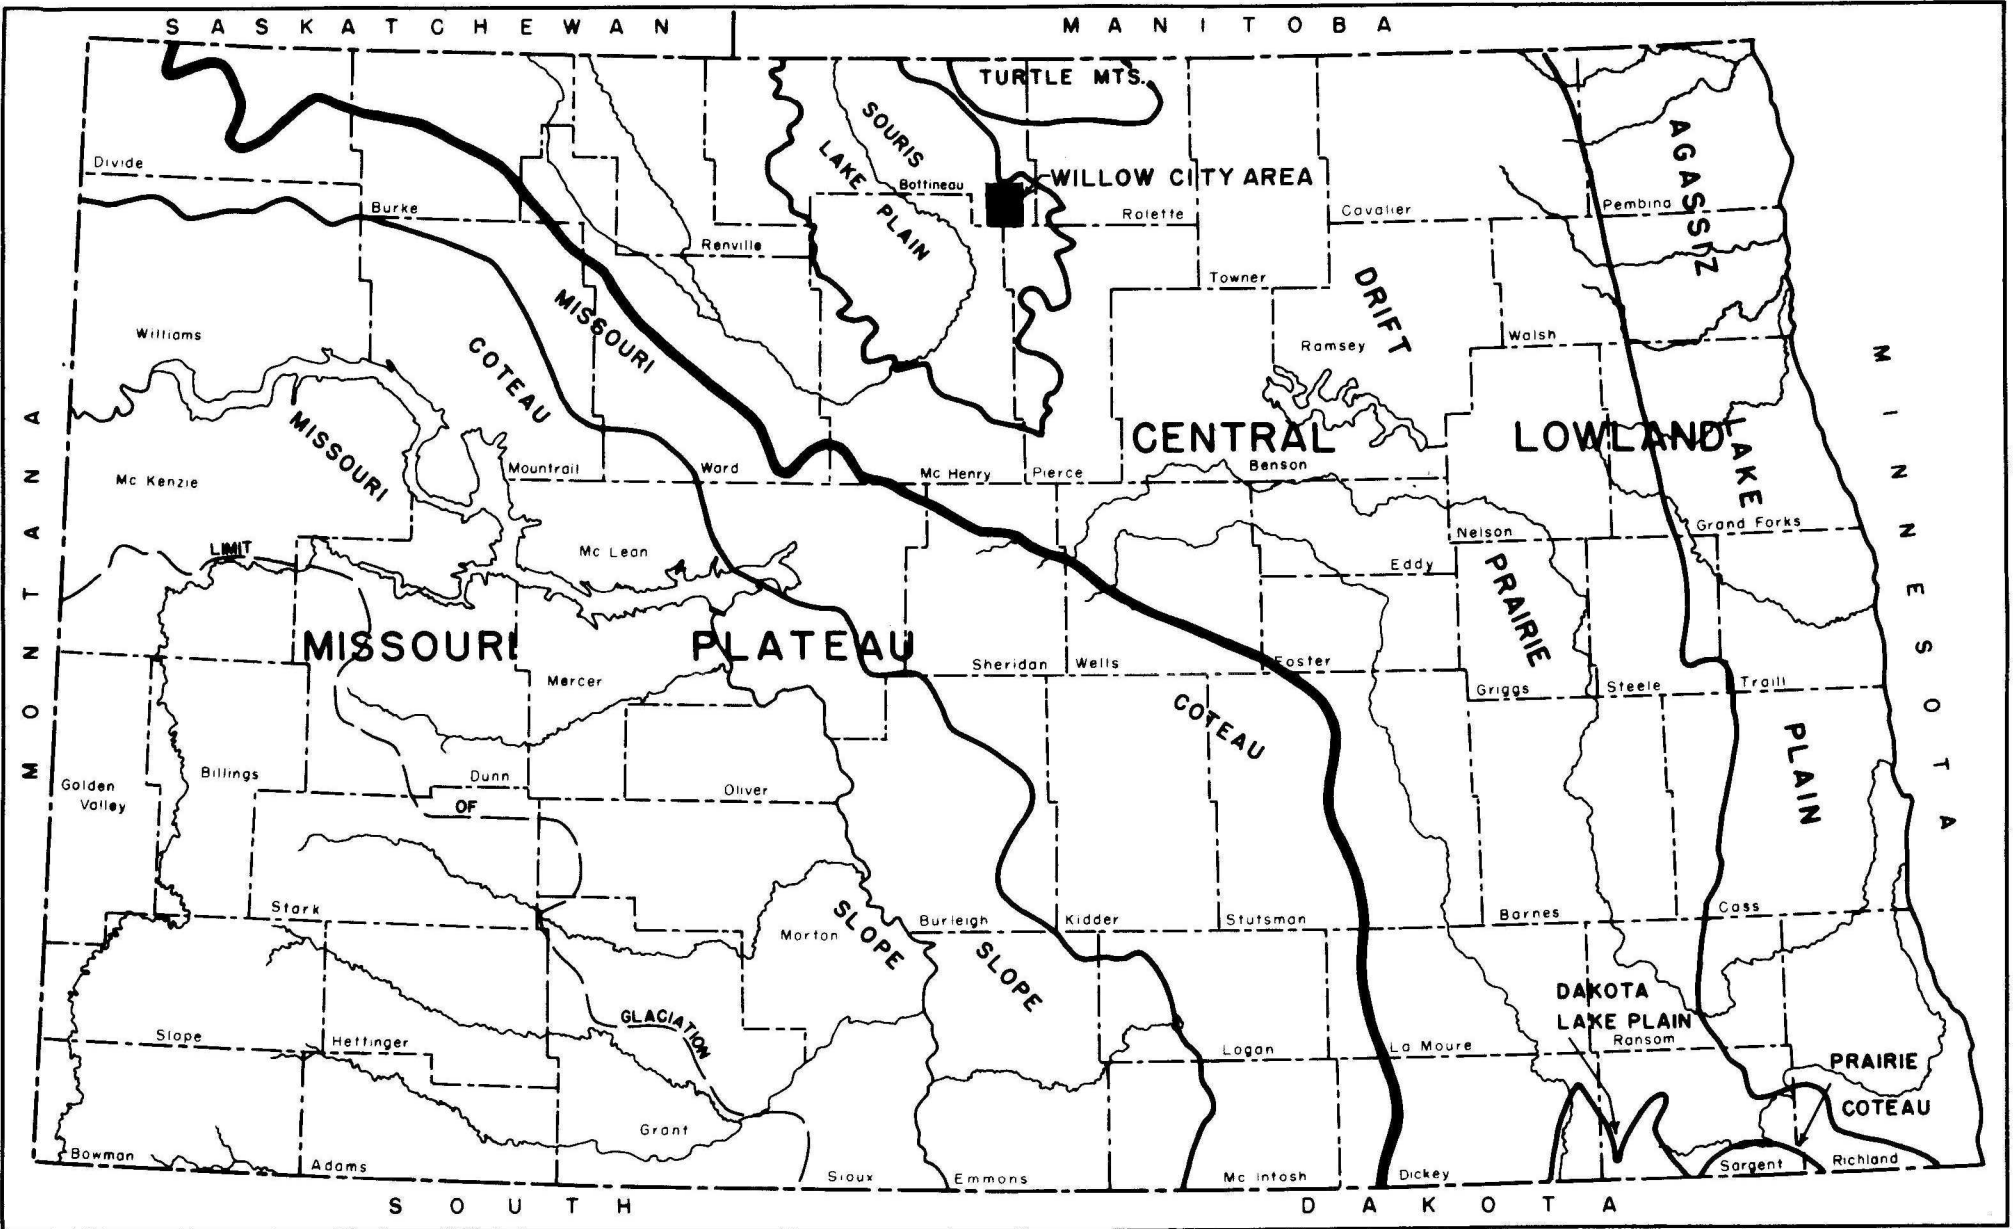 SASKATCHEWAN
MANITOBA
TURTLE MTS.
SOURIS
LAKE
PLAIN
AGASSIZ
LAKE
PLAIN
Divide
Burke
Bottineau
WILLOW CITY AREA
Rolette
Cavalier
Pembina
Renville
Towner
DRIFT
PRAIRIE
Williams
MISSOURI
COTEAU
Ramsey
Walsh
MISSOURI
CENTRAL LOWLAND
Mc Kenzie
Mountrail
Ward
Mc Henry
Pierce
Benson
Grand Forks
Nelson
LIMIT
Mc Lean
Eddy
MISSOURI PLATEAU
Sheridan
Wells
Foster
Griggs
Steele
Traill
Mercer
COTEAU
Golden
Valley
Billings
Dunn
OF
Oliver
Stark
Morton
SLOPE
Burleigh
SLOPE
Kidder
Stutsman
Barnes
Cass
DAKOTA
LAKE PLAIN
Ransom
Slope
Hettinger
GLACIATION
Logan
La Moure
PRAIRIE
COTEAU
Grant
Bowman
Adams
Sioux
Emmons
Mc Intosh
Dickey
Sargent
Richland
MONTANA
MINNESOTA
SOUTH DAKOTA